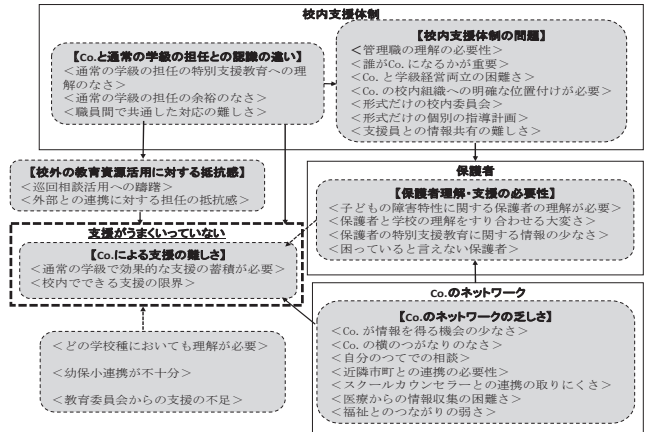 校内支援体制
【Co.と通常の学級の担任との認識の違い】
＜通常の学級の担任の特別支援教育への理
解のなさ＞
＜通常の学級の担任の余裕のなさ＞
＜職員間で共通した対応の難しさ＞
【校内支援体制の問題】
＜管理職の理解の必要性＞
＜誰がCo.になるかが重要＞
＜Co.と学級経営両立の困難さ＞
＜Co.の校内組織への明確な位置付けが必要＞
＜形式だけの校内委員会＞
＜形式だけの個別の指導計画＞
＜支援員との情報共有の難しさ＞
【校外の教育資源活用に対する抵抗感】
＜巡回相談活用への躊躇＞
＜外部との連携に対する担任の抵抗感＞
保護者
【保護者理解・支援の必要性】
＜子どもの障害特性に関する保護者の理解が必要＞
＜保護者と学校の理解をすり合わせる大変さ＞
＜保護者の特別支援教育に関する情報の少なさ＞
＜困っていると言えない保護者＞
支援がうまくいっていない
【Co.による支援の難しさ】
＜通常の学級で効果的な支援の蓄積が必要＞
＜校内でできる支援の限界＞
Co.のネットワーク
【Co.のネットワークの乏しさ】
＜Co.が情報を得る機会の少なさ＞
＜Co.の横のつながりのなさ＞
＜自分のつてでの相談＞
＜近隣市町との連携の必要性＞
＜スクールカウンセラーとの連携の取りにくさ＞
＜医療からの情報収集の困難さ＞
＜福祉とのつながりの弱さ＞
＜どの学校種においても理解が必要＞
＜幼保小連携が不十分＞
＜教育委員会からの支援の不足＞